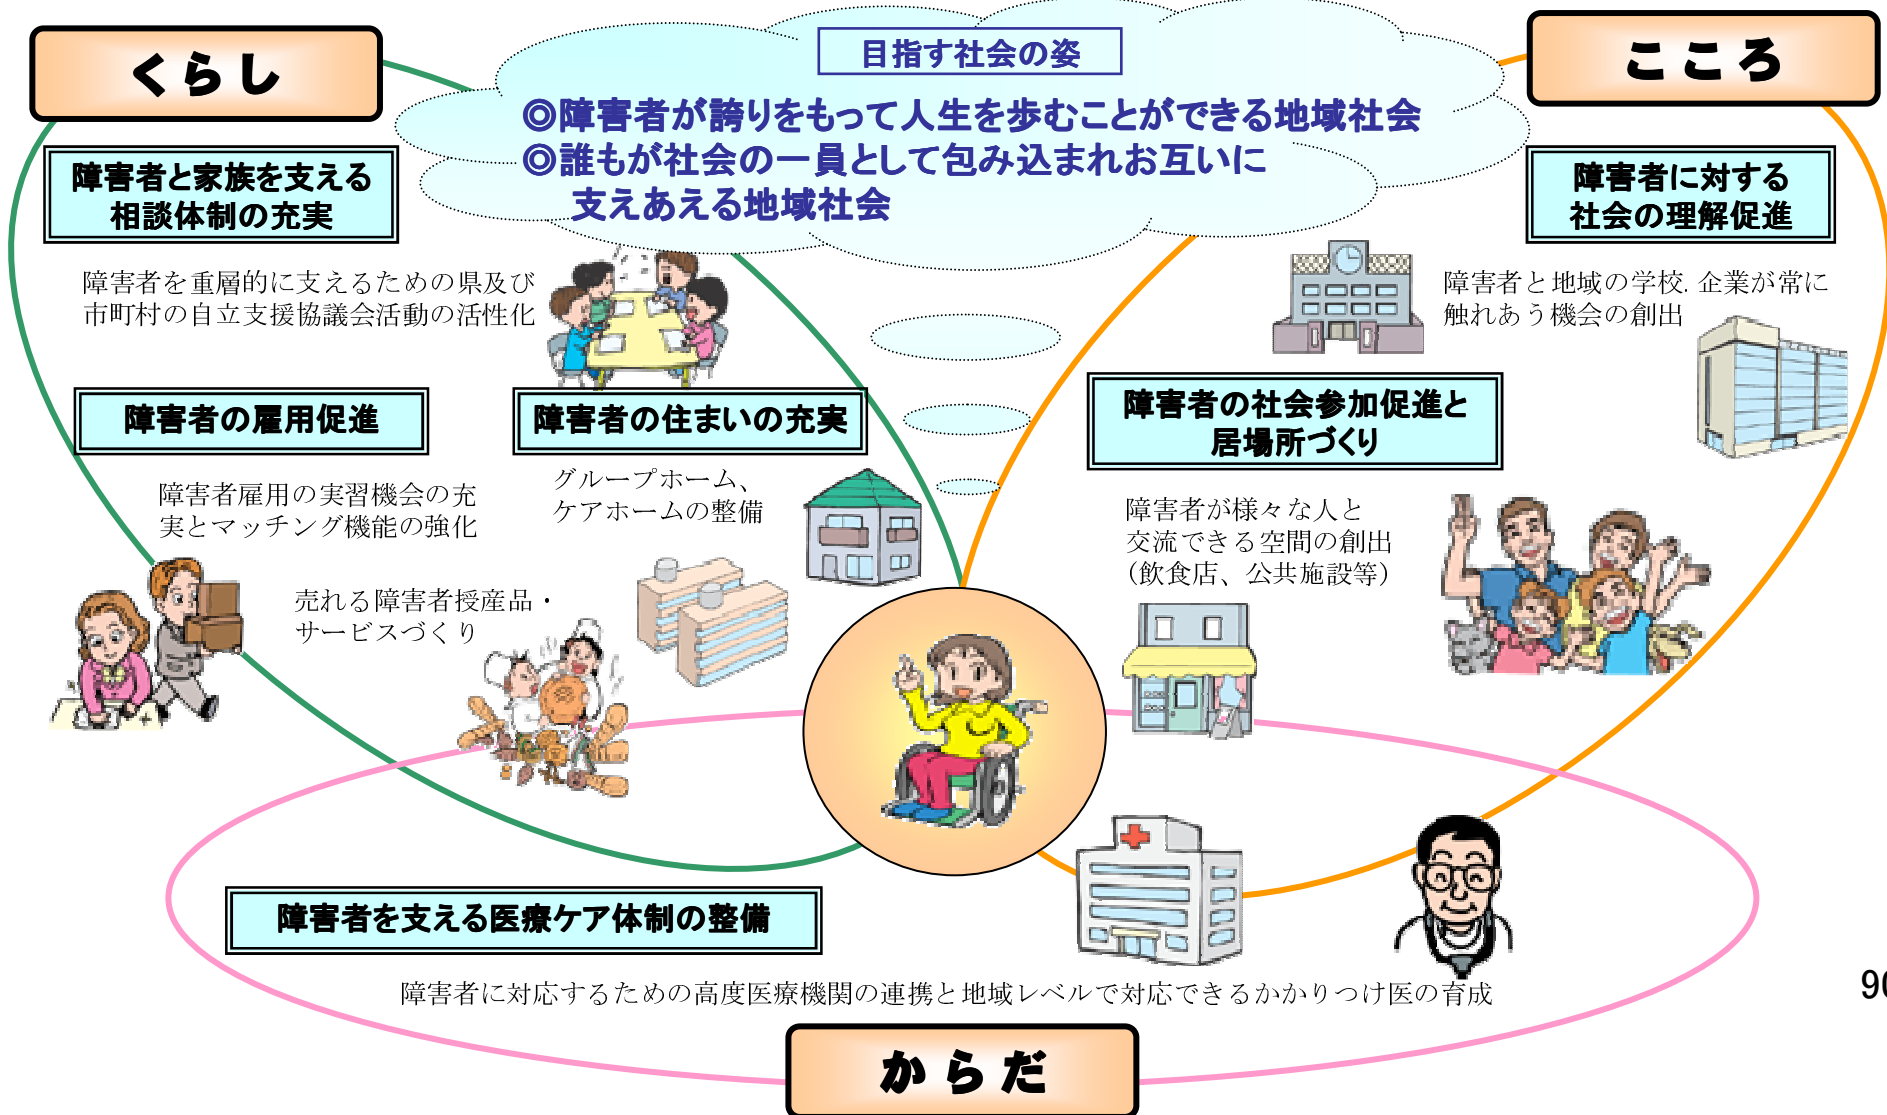 くらし
目指す社会の姿
こころ
◎障害者が誇りをもって人生を歩むことができる地域社会
◎誰もが社会の一員として包み込まれお互いに
支えあえる地域社会
障害者と家族を支える
相談体制の充実
障害者を重層的に支えるための県及び
市町村の自立支援協議会活動の活性化
障害者に対する
社会の理解促進
障害者と地域の学校.企業が常に
触れあう機会の創出
障害者の雇用促進
障害者雇用の実習機会の充
実とマッチング機能の強化
売れる障害者授産品・
サービスづくり
障害者の住まいの充実
グループホーム、
ケアホームの整備
障害者の社会参加促進と
居場所づくり
障害者が様々な人と
交流できる空間の創出
(飲食店、公共施設等)
障害者を支える医療ケア体制の整備
障害者に対応するための高度医療機関の連携と地域レベルで対応できるかかりつけ医の育成
からだ